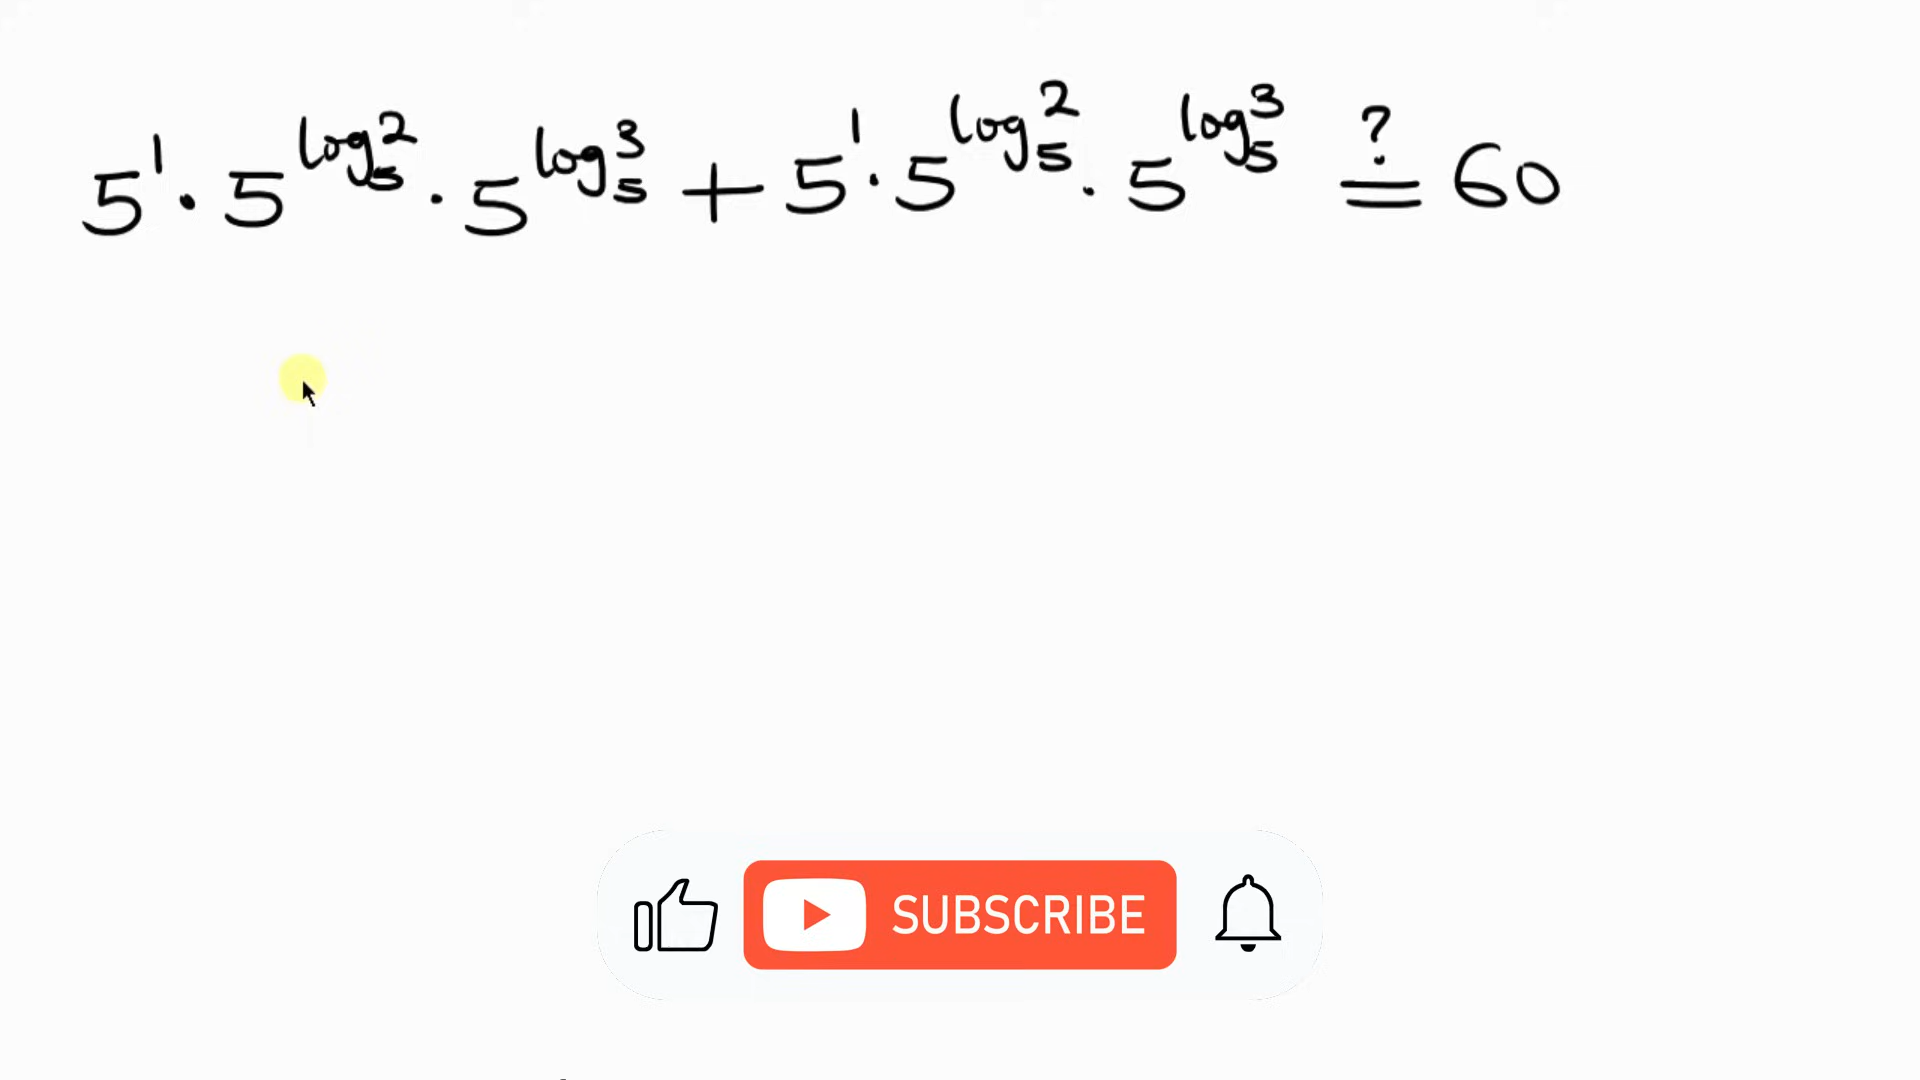 5¹ · 5^{log₅2} · 5^{log₅3} + 5¹ · 5^{log₅2} · 5^{log₅3} ≟ 60
SUBSCRIBE